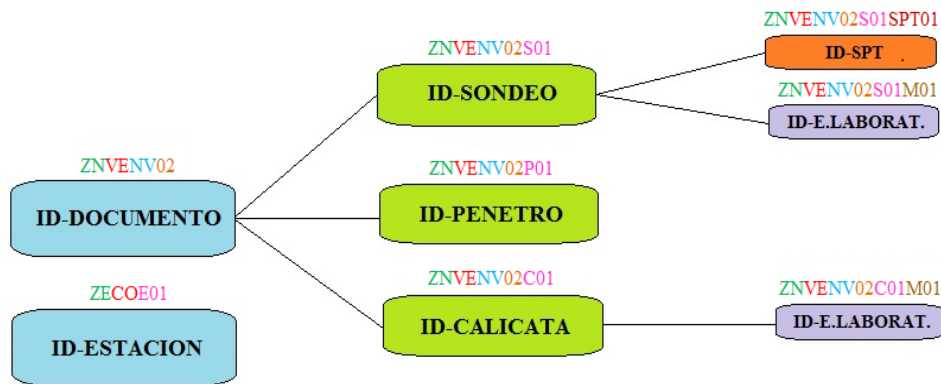 ZNVENV02S01SPT01
ID-SPT .
ZNVENV02S01
ID-SONDEO
ZNVENV02S01M01
ID-E.LABORAT.
ZNVENV02
ID-DOCUMENTO
ZNVENV02P01
ID-PENETRO
ZECOE01
ID-ESTACION
ZNVENV02C01
ID-CALICATA
ZNVENV02C01M01
ID-E.LABORAT.